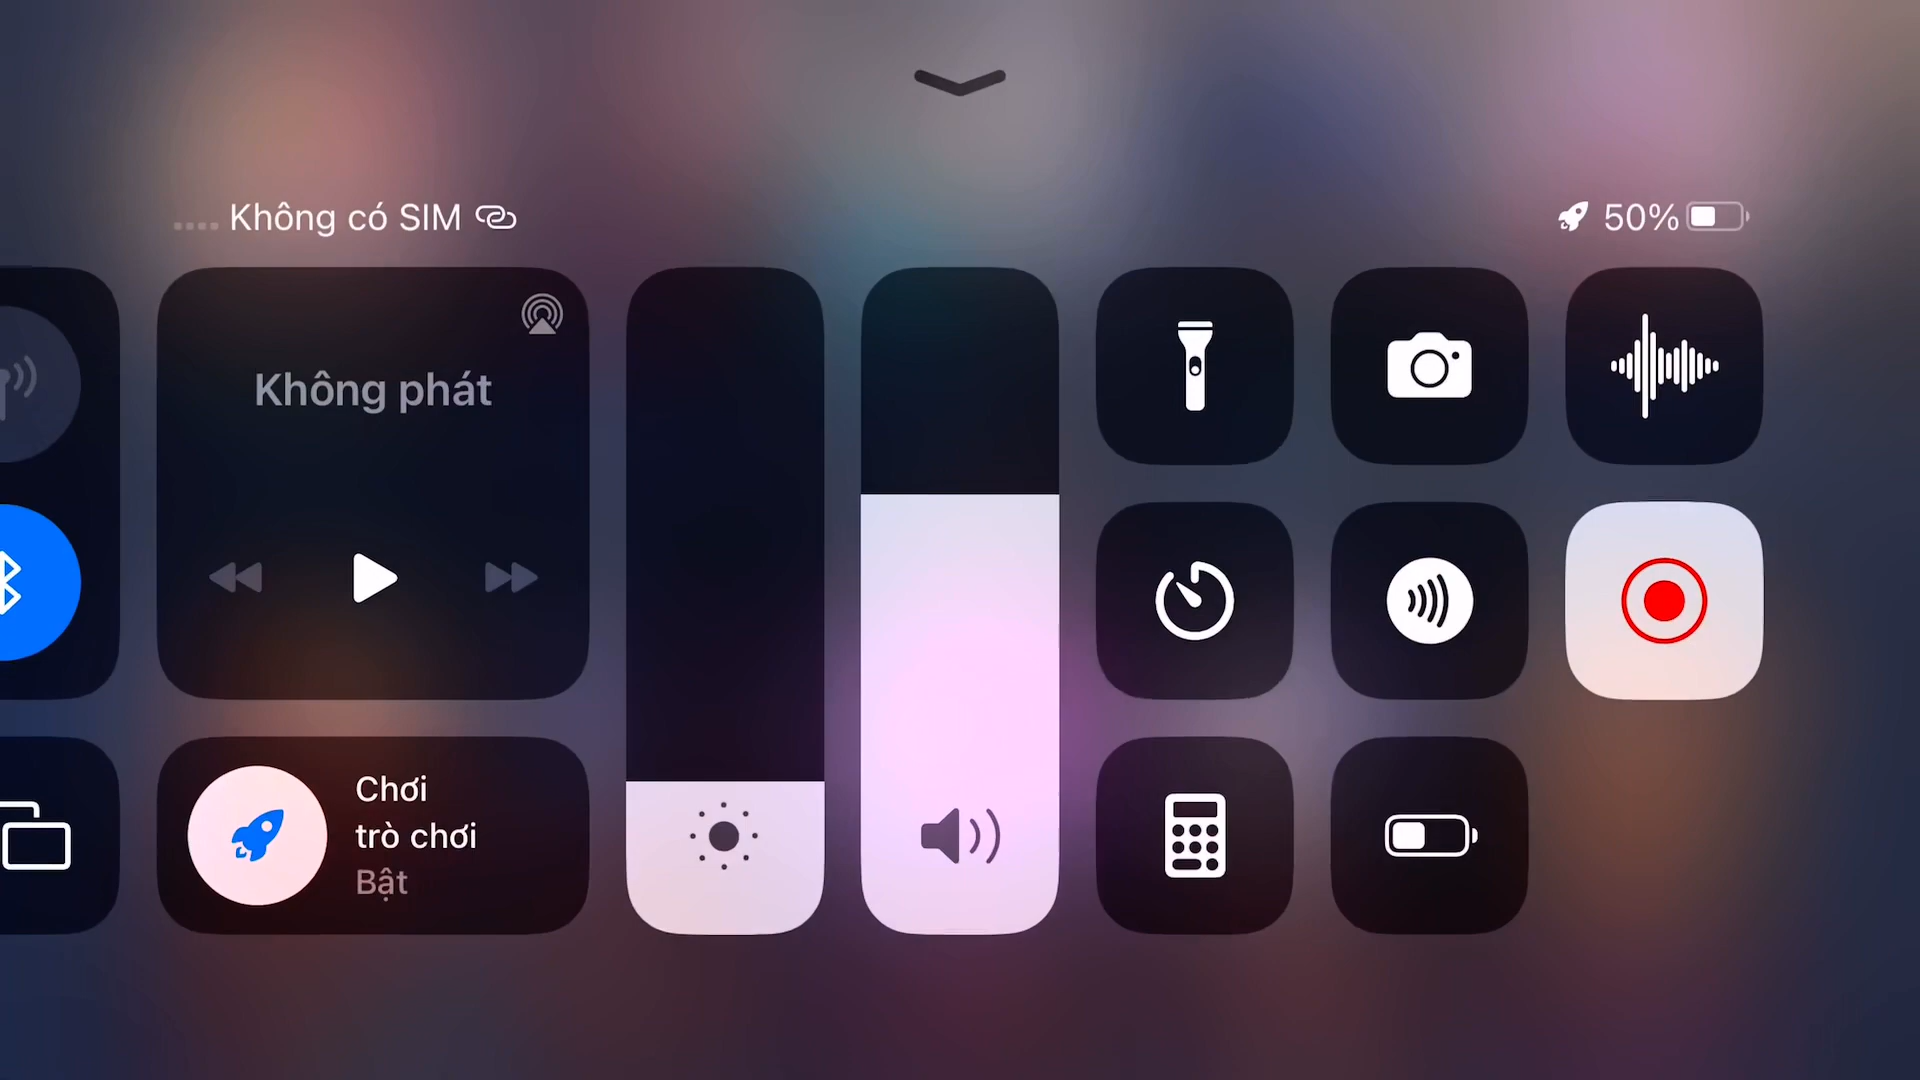 Không có SIM
50%
Không phát
Chơi
trò chơi
Bật